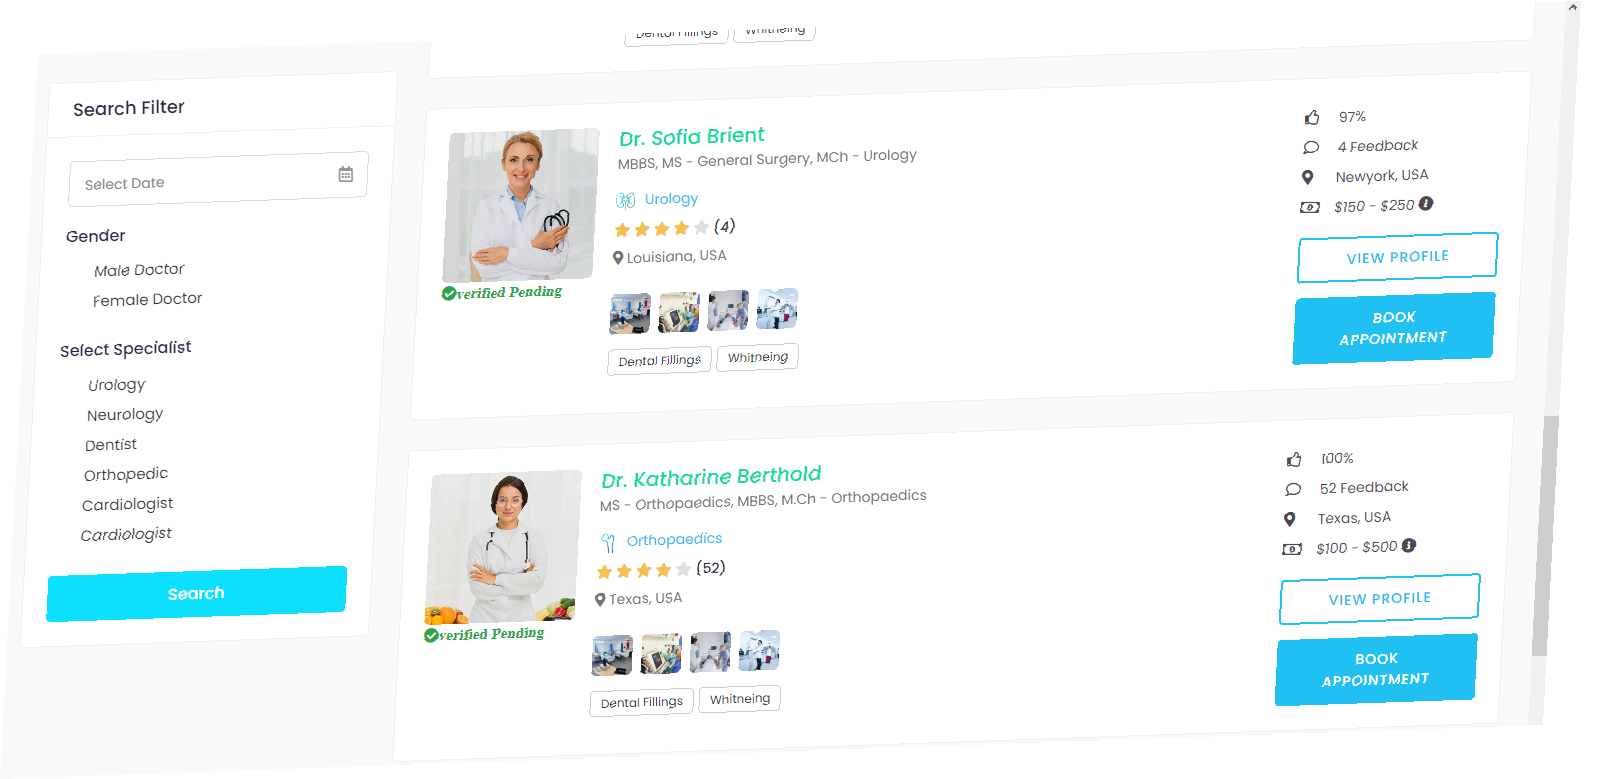 Dental Fillings
Whitneing
Search Filter
Select Date
Gender
Male Doctor
Female Doctor
Select Specialist
Urology
Neurology
Dentist
Orthopedic
Cardiologist
Cardiologist
Search
Dr. Sofia Brient
MBBS, MS - General Surgery, MCh - Urology
Urology
(4)
Louisiana, USA
verified Pending
Dental Fillings
Whitneing
97%
4 Feedback
Newyork, USA
$150 - $250
VIEW PROFILE
BOOK
APPOINTMENT
Dr. Katharine Berthold
MS - Orthopaedics, MBBS, M.Ch - Orthopaedics
Orthopaedics
(52)
Texas, USA
verified Pending
Dental Fillings
Whitneing
100%
52 Feedback
Texas, USA
$100 - $500
VIEW PROFILE
BOOK
APPOINTMENT